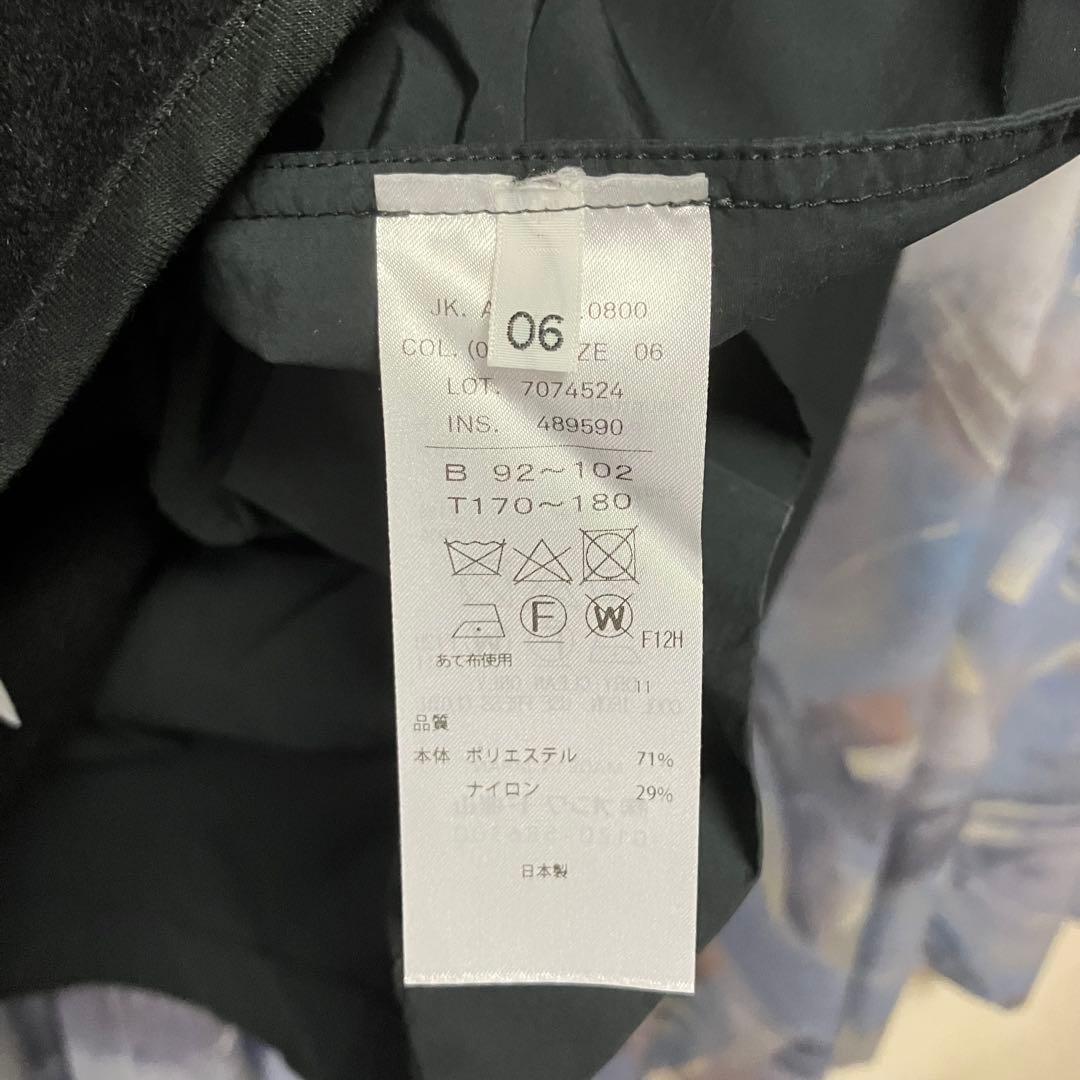 06
JK. A .0800
COL. (0 ZE 06
LOT. 7074524
INS. 489590
B 92～102
T170～180
F
W
F12H
あて布使用
11
品質
本体 ポリエステル 71%
ナイロン 29%
日本製